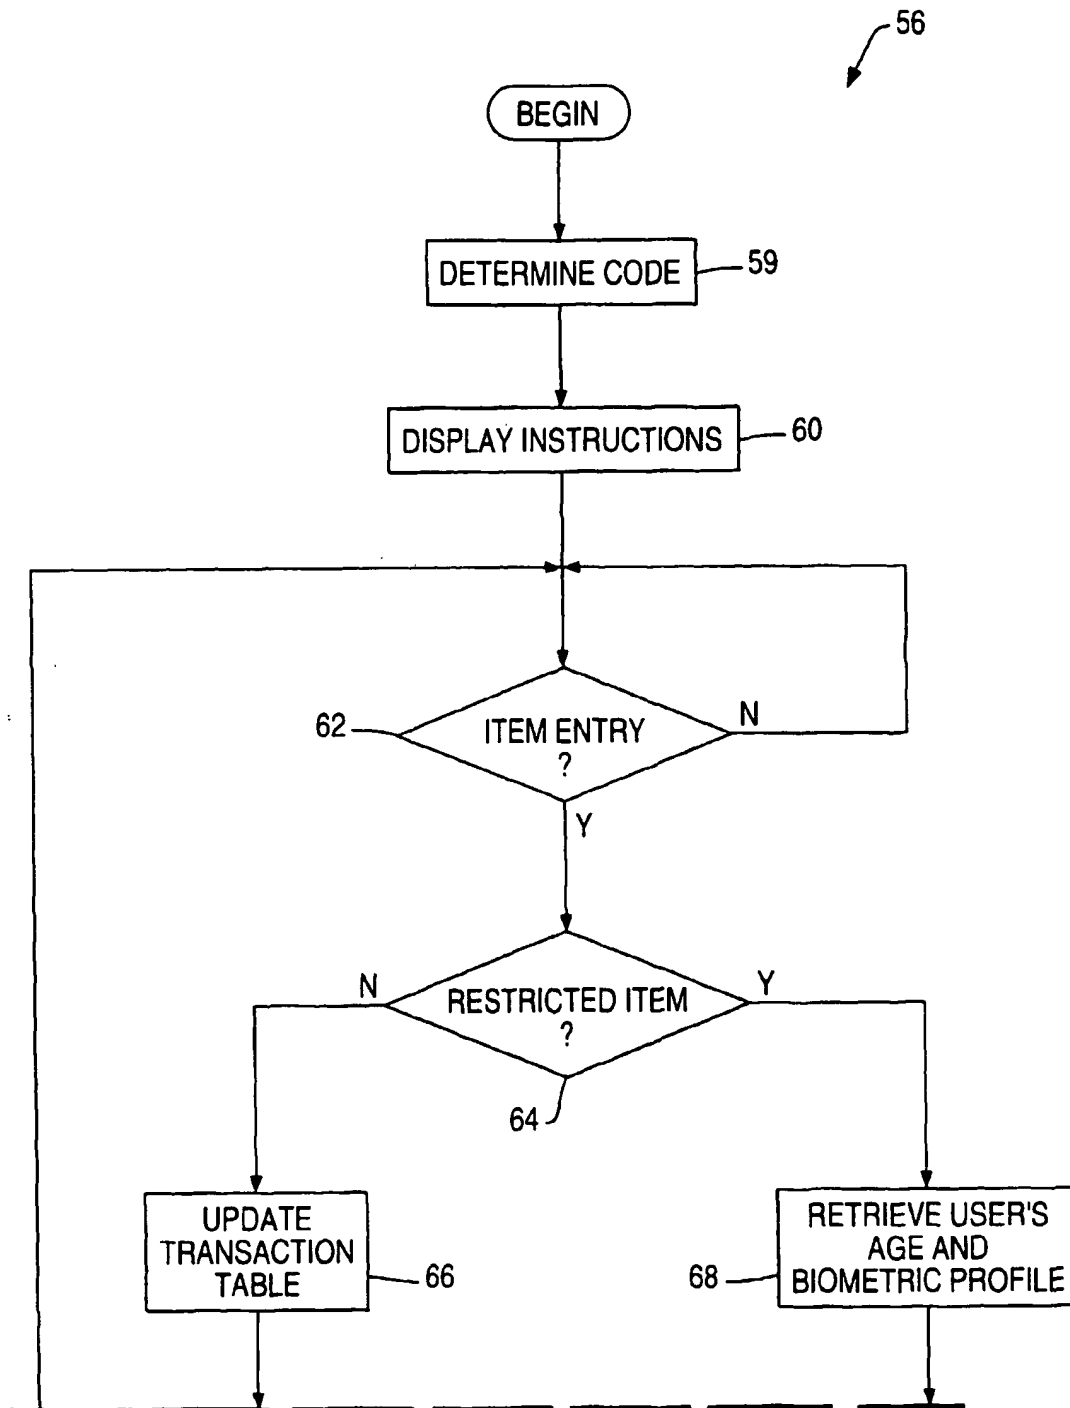 56
BEGIN
DETERMINE CODE
59
DISPLAY INSTRUCTIONS
60
62
ITEM ENTRY
?
N
Y
N
RESTRICTED ITEM
?
Y
64
UPDATE
TRANSACTION
TABLE
66
68
RETRIEVE USER'S
AGE AND
BIOMETRIC PROFILE